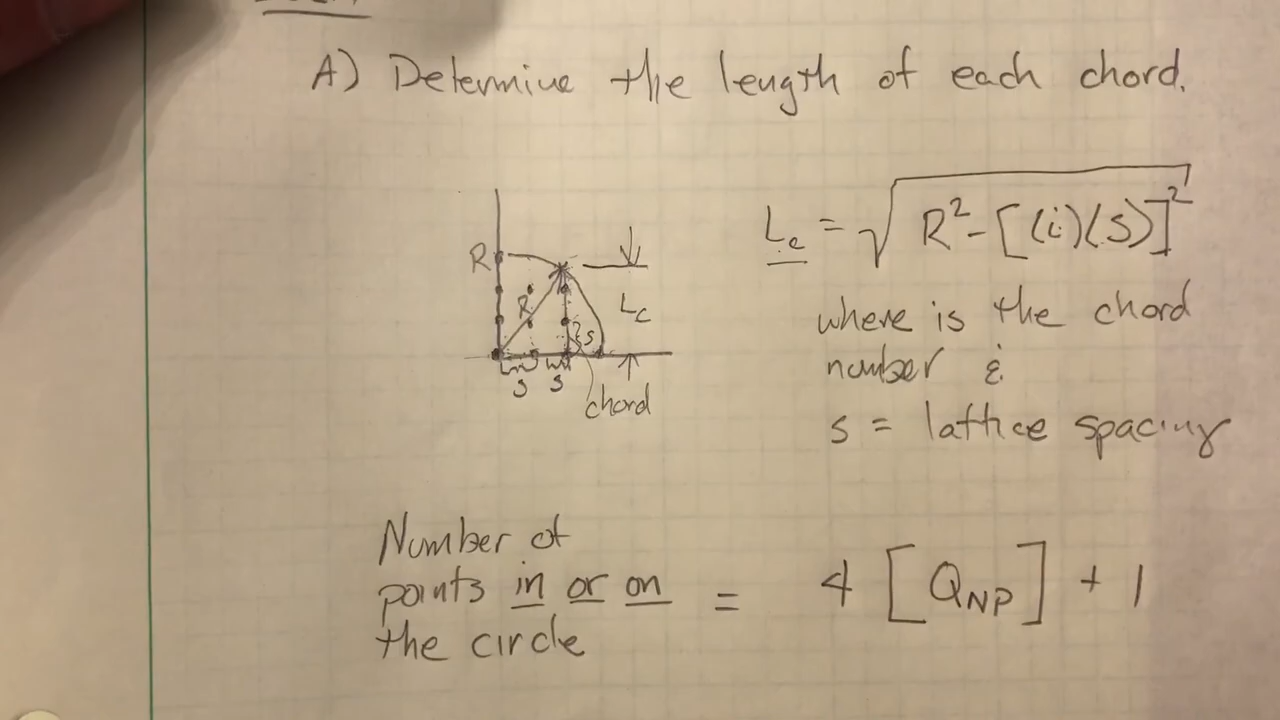 A) Determine the length of each chord.
R
R
Lc
s
s
s
chord
Lc = √(R² - [(i)(s)]²)
where is the chord
number &
s = lattice spacing
Number of
points in or on
the circle
= 4 [Q_NP] + 1